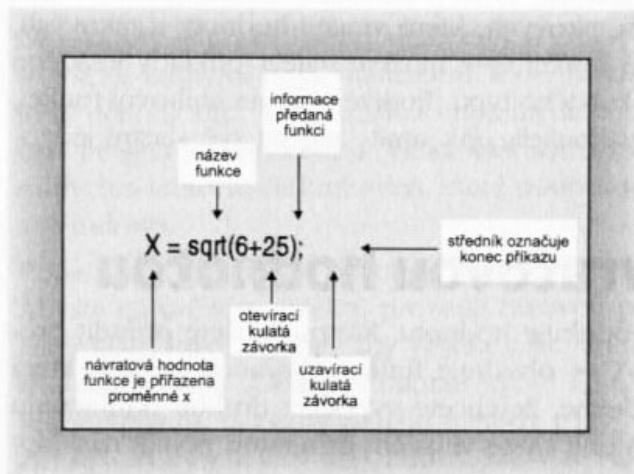 informace
předaná
funkci
název
funkce
X = sqrt(6+25);
středník označuje
konec příkazu
otevírací
kulatá
závorka
návratová hodnota
funkce je přiřazena
proměnné x
uzavírací
kulatá
závorka